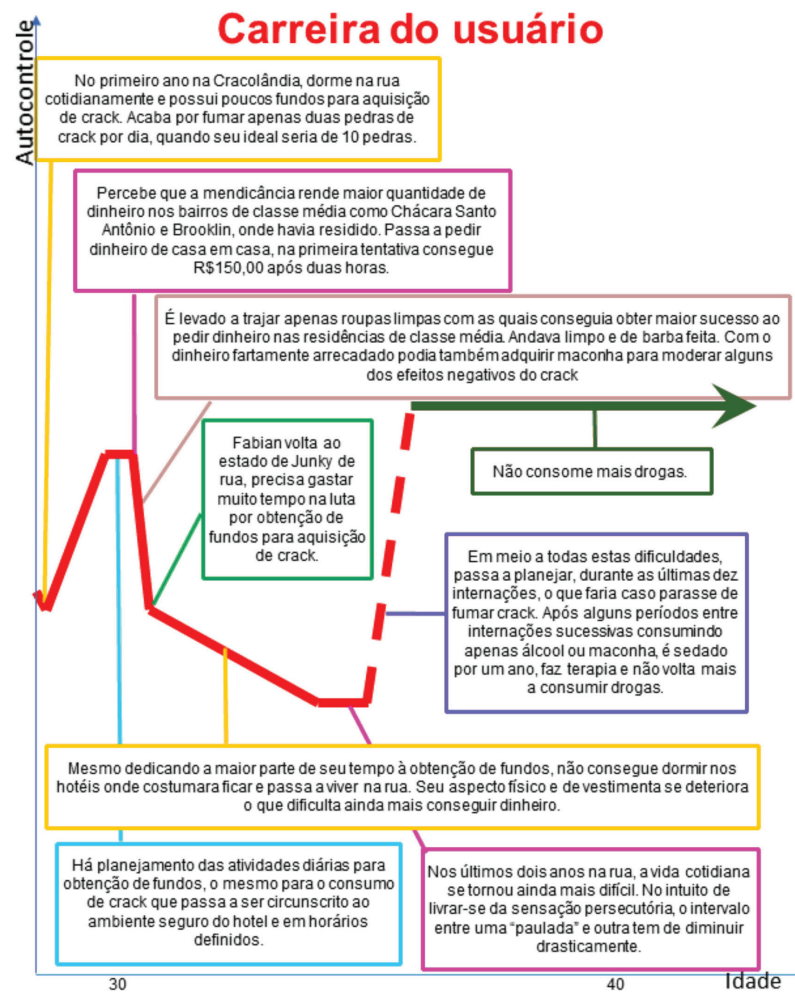 Carreira do usuário
Autocontrole
No primeiro ano na Cracolândia, dorme na rua
cotidianamente e possui poucos fundos para aquisição
de crack. Acaba por fumar apenas duas pedras de
crack por dia, quando seu ideal seria de 10 pedras.
Percebe que a mendicância rende maior quantidade de
dinheiro nos bairros de classe média como Chácara Santo
Antônio e Brooklin, onde havia residido. Passa a pedir
dinheiro de casa em casa, na primeira tentativa consegue
R$150,00 após duas horas.
É levado a trajar apenas roupas limpas com as quais conseguia obter maior sucesso ao
pedir dinheiro nas residências de classe média. Andava limpo e de barba feita. Com o
dinheiro fartamente arrecadado podia também adquirir maconha para moderar alguns
dos efeitos negativos do crack
Fabian volta ao
estado de Junky de
rua, precisa gastar
muito tempo na luta
por obtenção de
fundos para aquisição
de crack.
Não consome mais drogas.
Em meio a todas estas dificuldades,
passa a planejar, durante as últimas dez
internações, o que faria caso parasse de
fumar crack. Após alguns períodos entre
internações sucessivas consumindo
apenas álcool ou maconha, é sedado
por um ano, faz terapia e não volta mais
a consumir drogas.
Mesmo dedicando a maior parte de seu tempo à obtenção de fundos, não consegue dormir nos
hotéis onde costumara ficar e passa a viver na rua. Seu aspecto físico e de vestimenta se deteriora
o que dificulta ainda mais conseguir dinheiro.
Há planejamento das atividades diárias para
obtenção de fundos, o mesmo para o consumo
de crack que passa a ser circunscrito ao
ambiente seguro do hotel e em horários
definidos.
Nos últimos dois anos na rua, a vida cotidiana
se tornou ainda mais difícil. No intuito de
livrar-se da sensação persecutória, o intervalo
entre uma “paulada” e outra tem de diminuir
drasticamente.
30
40
Idade